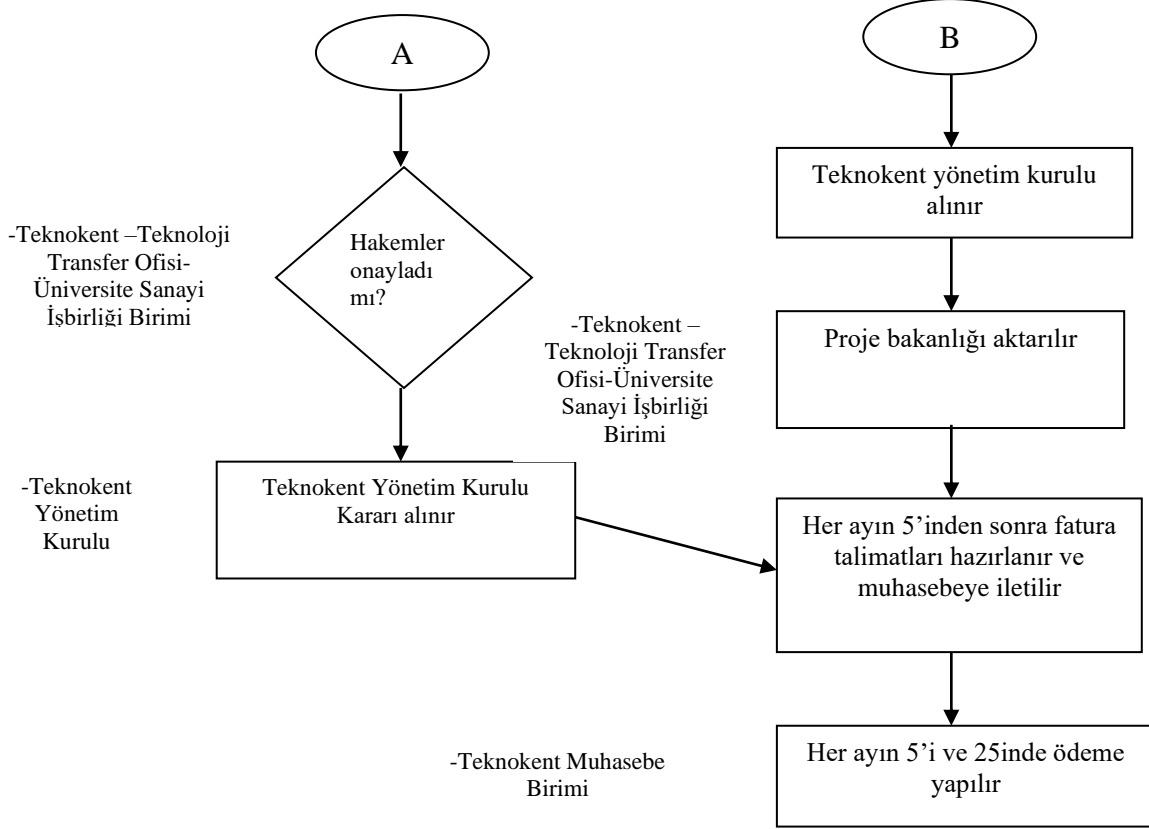 A
B
Teknokent yönetim kurulu
alınır
-Teknokent –Teknoloji
Transfer Ofisi-
Üniversite Sanayi
İşbirliği Birimi
Hakemler
onayladı
mı?
-Teknokent –
Teknoloji Transfer
Ofisi-Üniversite
Sanayi İşbirliği
Birimi
Proje bakanlığı aktarılır
-Teknokent
Yönetim
Kurulu
Teknokent Yönetim Kurulu
Kararı alınır
Her ayın 5’inden sonra fatura
talimatları hazırlanır ve
muhasebeye iletilir
-Teknokent Muhasebe
Birimi
Her ayın 5’i ve 25inde ödeme
yapılır